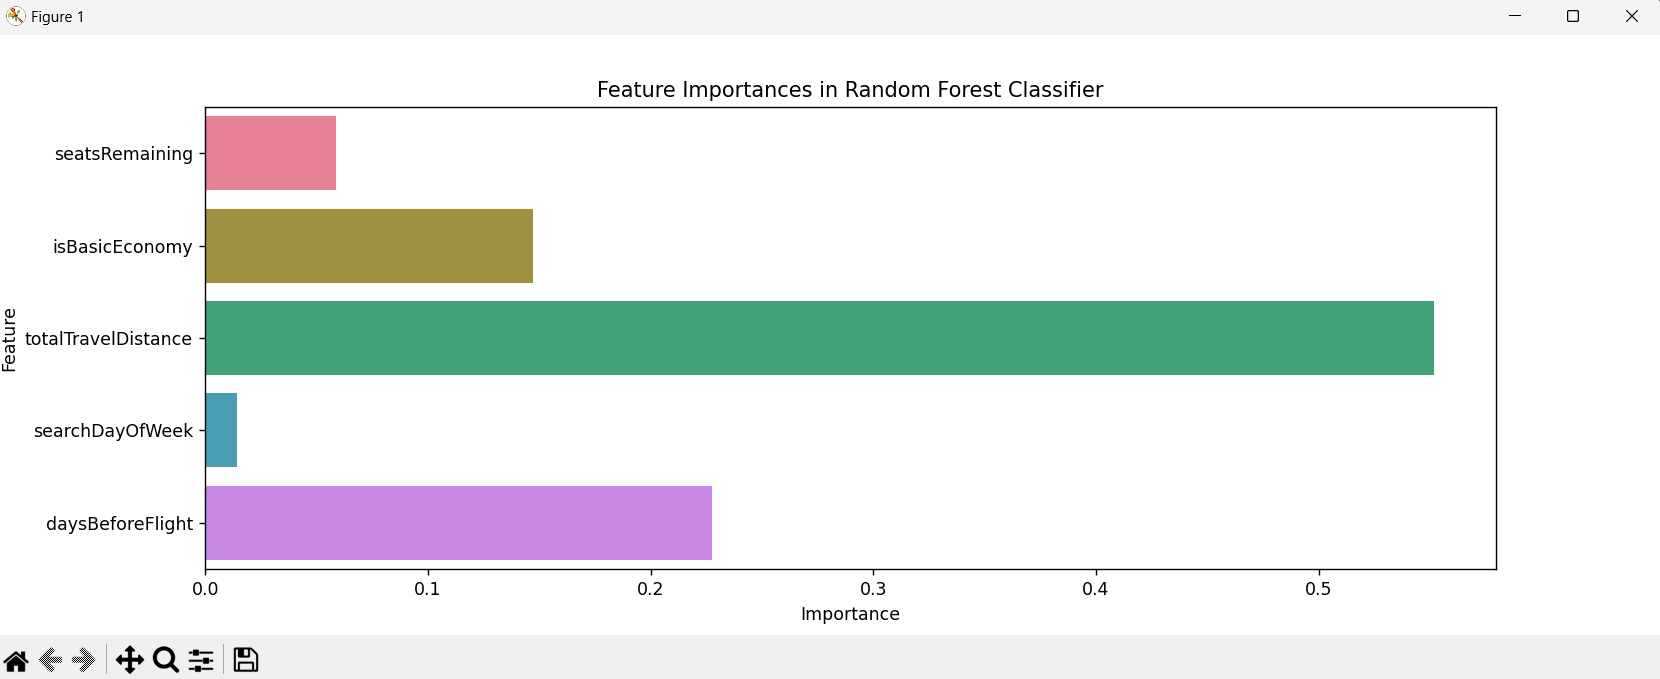 Figure 1
Feature Importances in Random Forest Classifier
seatsRemaining
isBasicEconomy
Feature
totalTravelDistance
searchDayOfWeek
daysBeforeFlight
0.0 0.1 0.2 0.3 0.4 0.5
Importance